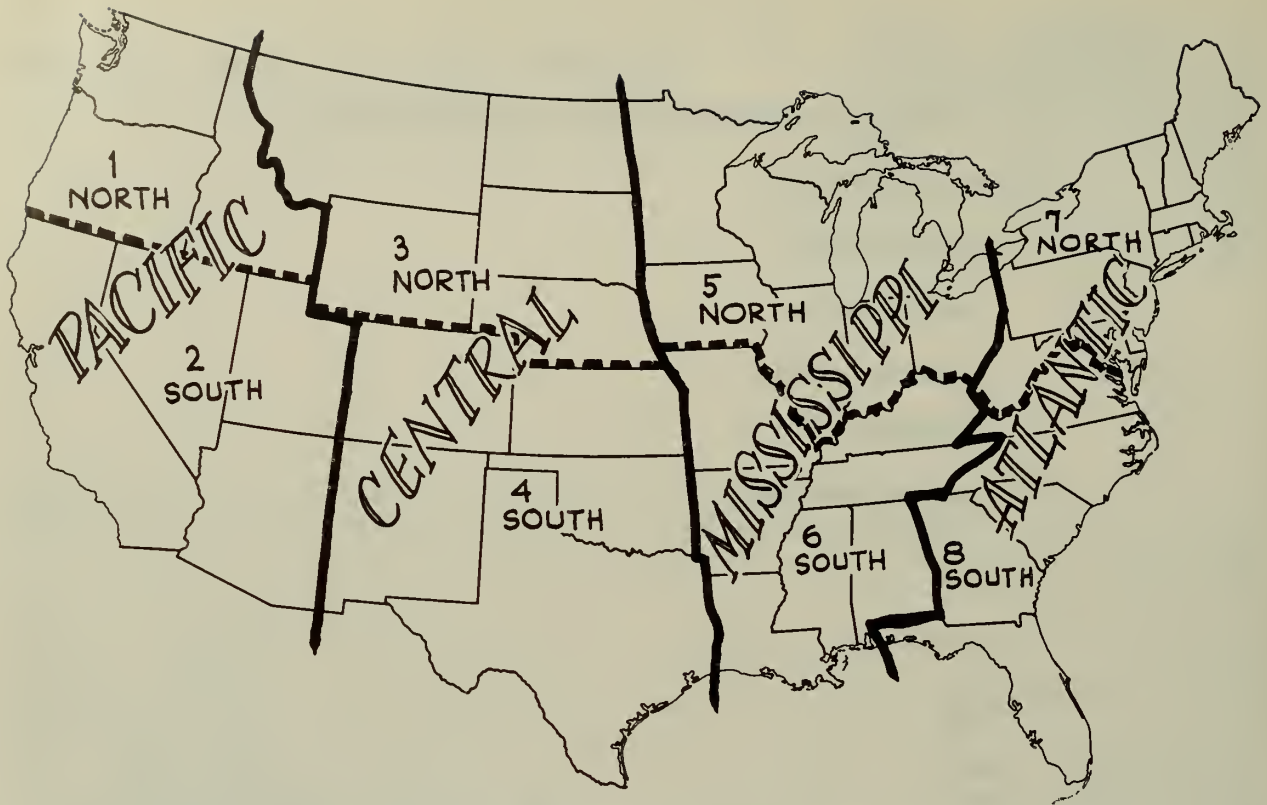 1
NORTH
PACIFIC
2
SOUTH
3
NORTH
CENTRAL
4
SOUTH
5
NORTH
MISSISSIPPI
6
SOUTH
7
NORTH
ATLANTIC
8
SOUTH